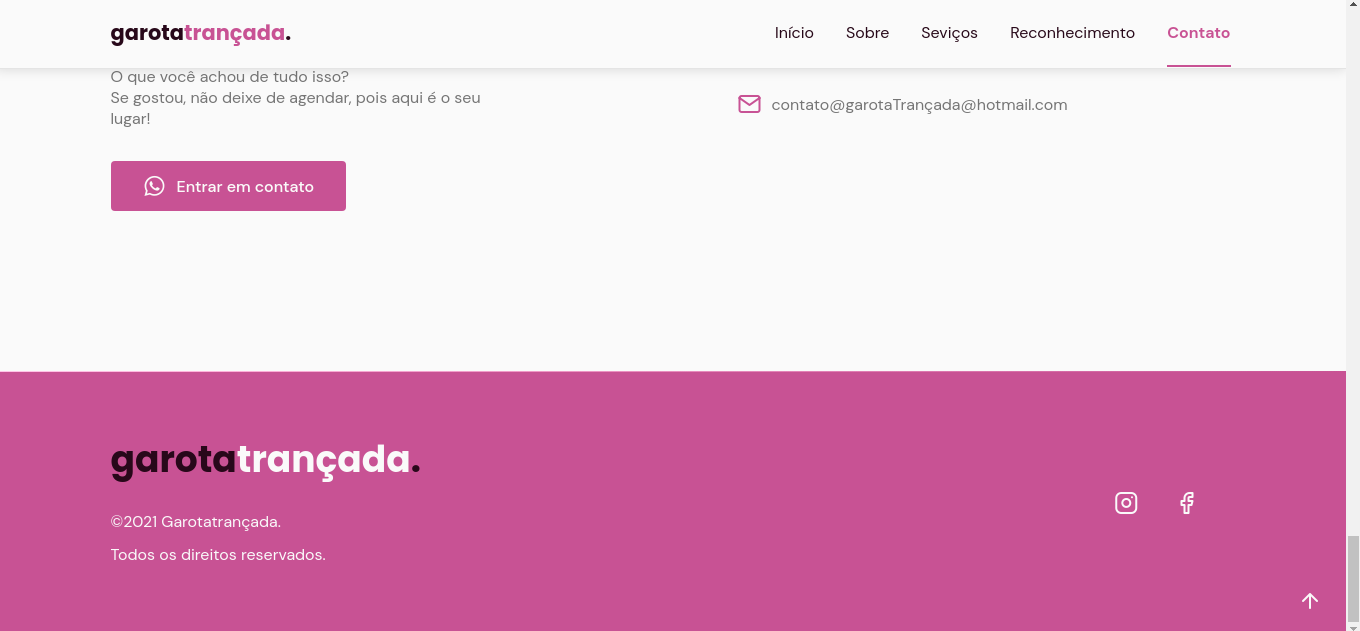 garotatrançada.
Início Sobre Seviços Reconhecimento Contato
O que você achou de tudo isso?
Se gostou, não deixe de agendar, pois aqui é o seu
lugar!
contato@garotaTrançada@hotmail.com
Entrar em contato
garotatrançada.
©2021 Garotatrançada.
Todos os direitos reservados.